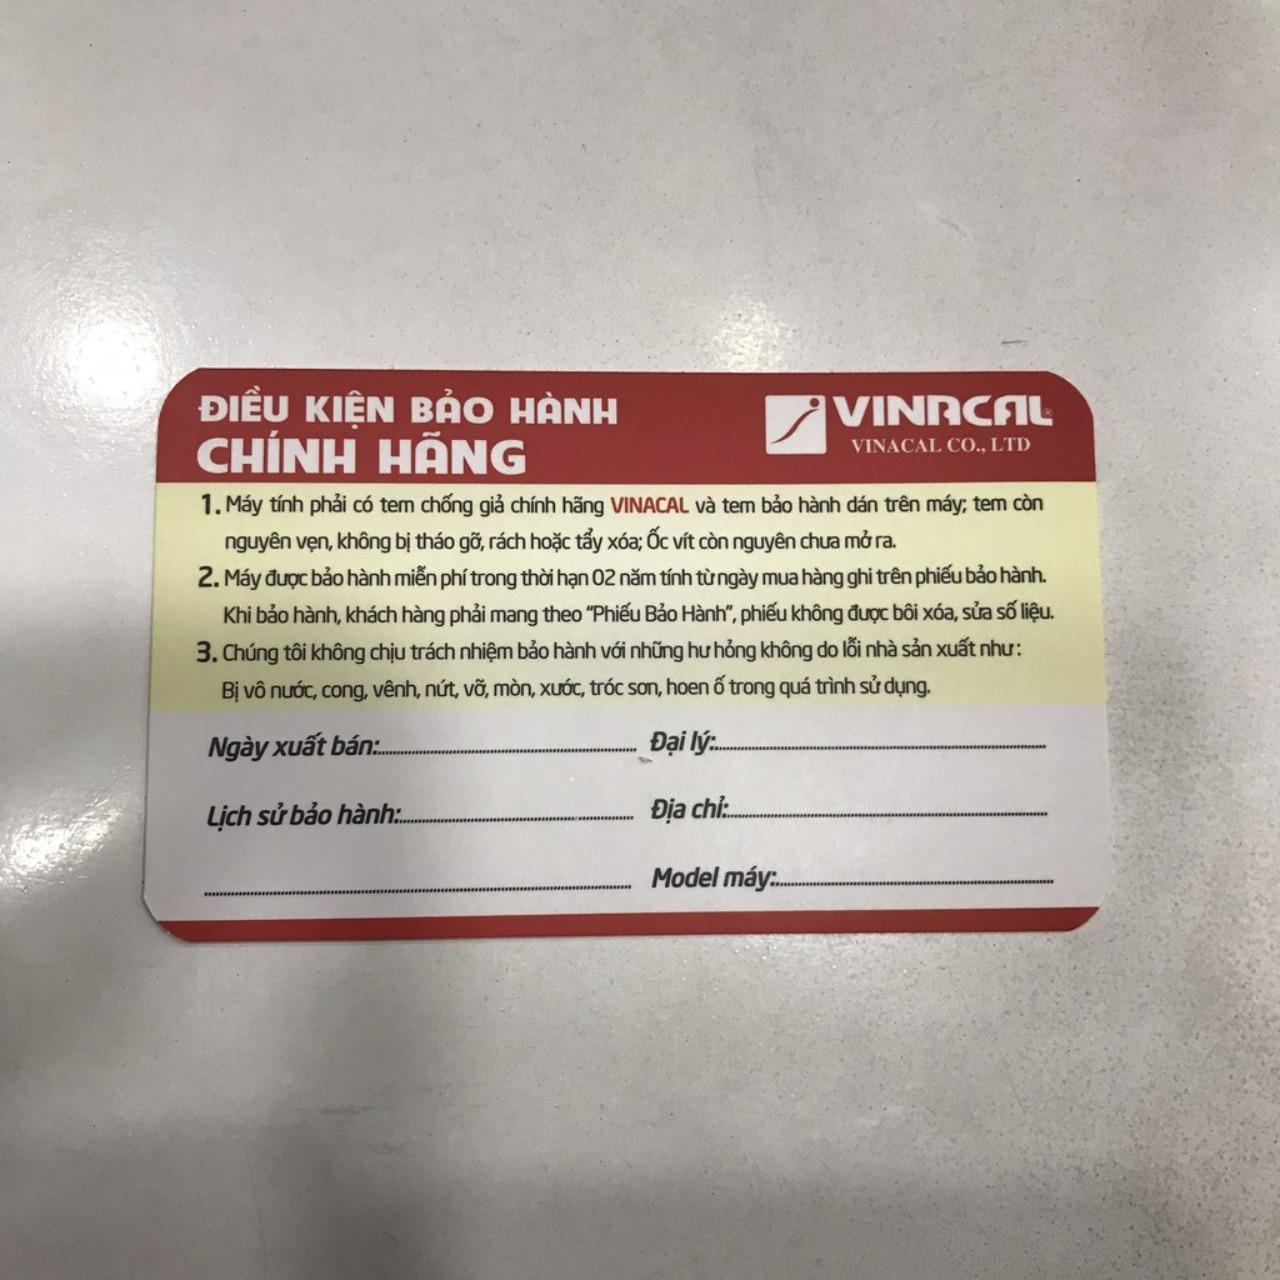 ĐIỀU KIỆN BẢO HÀNH
CHÍNH HÃNG
VINACAL®
VINACAL CO., LTD
1. Máy tính phải có tem chống giả chính hãng VINACAL và tem bảo hành dán trên máy; tem còn
nguyên vẹn, không bị tháo gỡ, rách hoặc tẩy xóa; Ốc vít còn nguyên chưa mở ra.
2. Máy được bảo hành miễn phí trong thời hạn 02 năm tính từ ngày mua hàng ghi trên phiếu bảo hành.
Khi bảo hành, khách hàng phải mang theo "Phiếu Bảo Hành", phiếu không được bôi xóa, sửa số liệu.
3. Chúng tôi không chịu trách nhiệm bảo hành với những hư hỏng không do lỗi nhà sản xuất như:
Bị vô nước, cong, vênh, nứt, vỡ, mòn, xước, tróc sơn, hoen ố trong quá trình sử dụng.
Ngày xuất bán: Đại lý:
Lịch sử bảo hành: Địa chỉ:
Model máy: